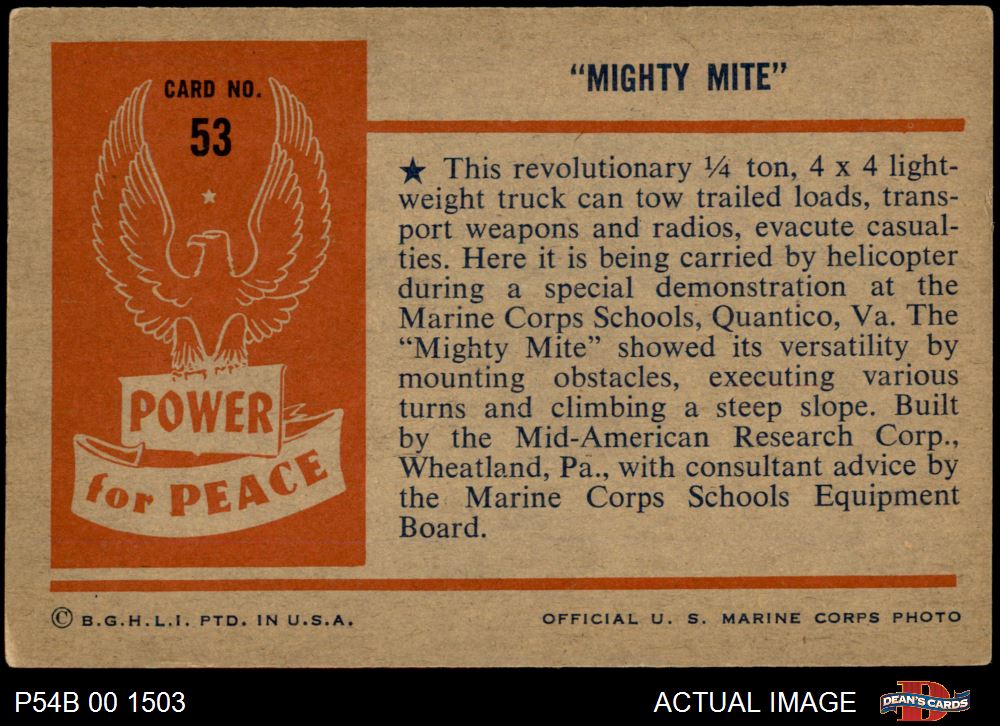 CARD NO.
53
POWER
for PEACE
"MIGHTY MITE"
★ This revolutionary ¼ ton, 4 x 4 light-
weight truck can tow trailed loads, trans-
port weapons and radios, evacute casual-
ties. Here it is being carried by helicopter
during a special demonstration at the
Marine Corps Schools, Quantico, Va. The
"Mighty Mite" showed its versatility by
mounting obstacles, executing various
turns and climbing a steep slope. Built
by the Mid-American Research Corp.,
Wheatland, Pa., with consultant advice by
the Marine Corps Schools Equipment
Board.
© B.G.H.L.I. PTD. IN U.S.A.
OFFICIAL U. S. MARINE CORPS PHOTO
P54B 00 1503
ACTUAL IMAGE
D
DEAN'S CARDS